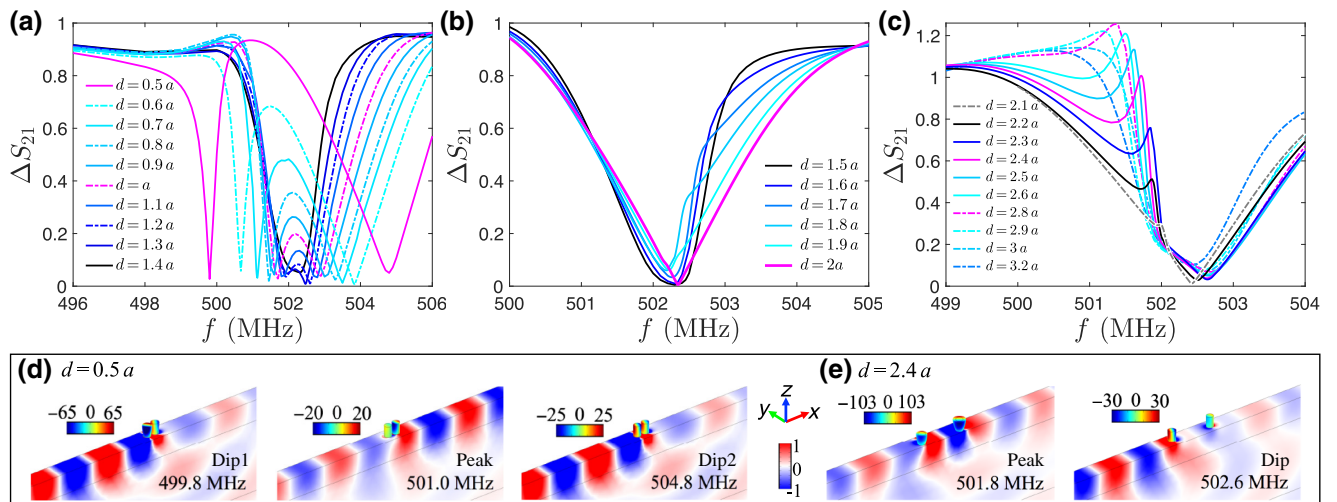 (a)
1
0.8
0.6
0.4
0.2
0
ΔS₂₁
d = 0.5 a
d = 0.6 a
d = 0.7 a
d = 0.8 a
d = 0.9 a
d = a
d = 1.1 a
d = 1.2 a
d = 1.3 a
d = 1.4 a
496 498 500 502 504 506
f (MHz)
(b)
1
0.8
0.6
0.4
0.2
0
ΔS₂₁
d = 1.5 a
d = 1.6 a
d = 1.7 a
d = 1.8 a
d = 1.9 a
d = 2a
500 501 502 503 504 505
f (MHz)
(c)
1.2
1
0.8
0.6
0.4
0.2
0
ΔS₂₁
d = 2.1 a
d = 2.2 a
d = 2.3 a
d = 2.4 a
d = 2.5 a
d = 2.6 a
d = 2.8 a
d = 2.9 a
d = 3 a
d = 3.2 a
499 500 501 502 503 504
f (MHz)
(d) d = 0.5 a
−65 0 65
Dip1
499.8 MHz
−20 0 20
Peak
501.0 MHz
−25 0 25
Dip2
504.8 MHz
z
y
x
1
0
-1
(e) d = 2.4 a
−103 0 103
Peak
501.8 MHz
−30 0 30
Dip
502.6 MHz